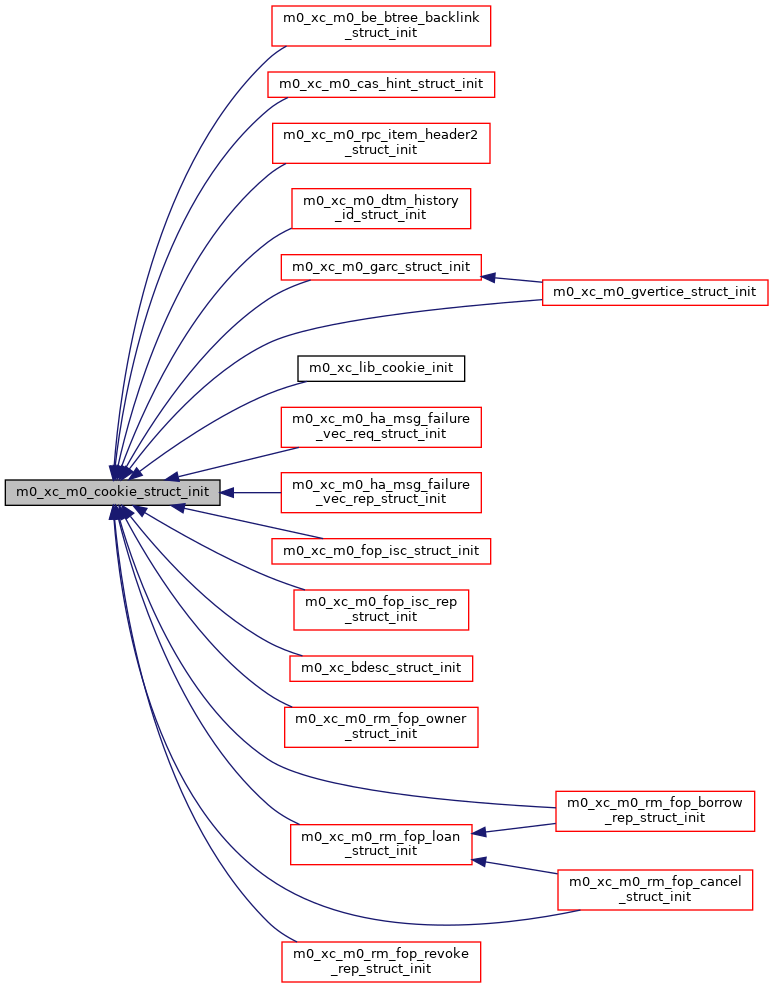 m0_xc_m0_be_btree_backlink
_struct_init
m0_xc_m0_cas_hint_struct_init
m0_xc_m0_rpc_item_header2
_struct_init
m0_xc_m0_dtm_history
_id_struct_init
m0_xc_m0_garc_struct_init
m0_xc_m0_gvertice_struct_init
m0_xc_lib_cookie_init
m0_xc_m0_ha_msg_failure
_vec_req_struct_init
m0_xc_m0_cookie_struct_init
m0_xc_m0_ha_msg_failure
_vec_rep_struct_init
m0_xc_m0_fop_isc_struct_init
m0_xc_m0_fop_isc_rep
_struct_init
m0_xc_bdesc_struct_init
m0_xc_m0_rm_fop_owner
_struct_init
m0_xc_m0_rm_fop_borrow
_rep_struct_init
m0_xc_m0_rm_fop_loan
_struct_init
m0_xc_m0_rm_fop_cancel
_struct_init
m0_xc_m0_rm_fop_revoke
_rep_struct_init